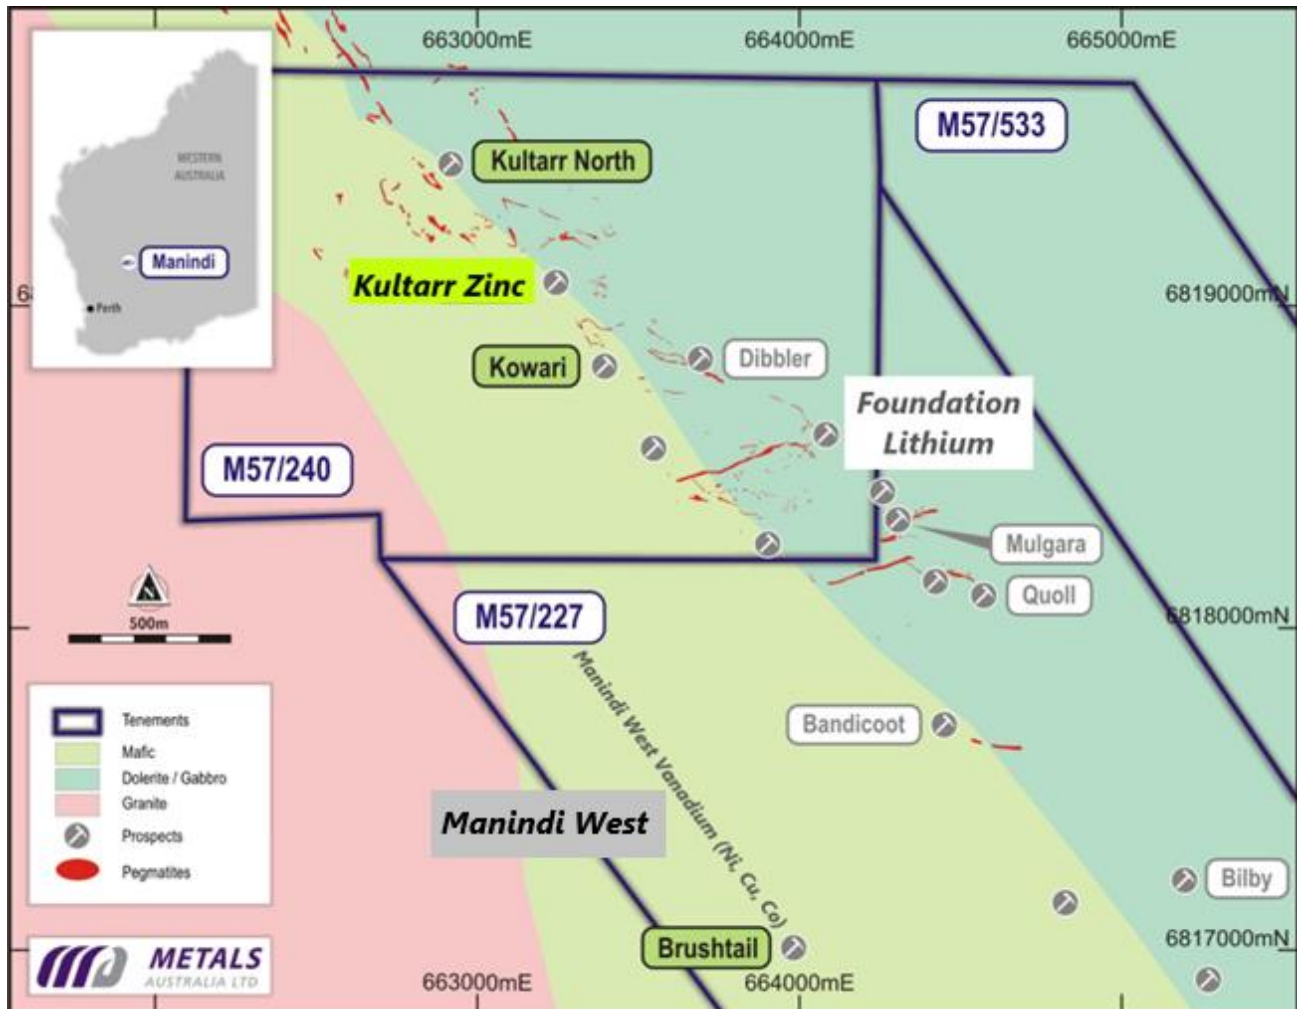 663000mE
664000mE
665000mE
M57/533
WESTERN
AUSTRALIA
Manindi
Perth
Kultarr North
Kultarr Zinc
6819000mN
Kowari
Dibbler
Foundation
Lithium
M57/240
Mulgara
Quoll
N
500m
M57/227
6818000mN
Manindi West Vanadium (Ni, Cu, Co)
Bandicoot
Tenements
Mafic
Dolerite / Gabbro
Granite
Prospects
Pegmatites
Manindi West
Bilby
Brushtail
6817000mN
METALS
AUSTRALIA LTD
663000mE
664000mE